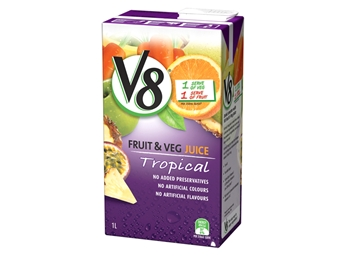 V8
1 SERVE OF VEG
1 SERVE OF FRUIT
FRUIT & VEG JUICE
Tropical
NO ADDED PRESERVATIVES
NO ARTIFICIAL COLOURS
NO ARTIFICIAL FLAVOURS
1L